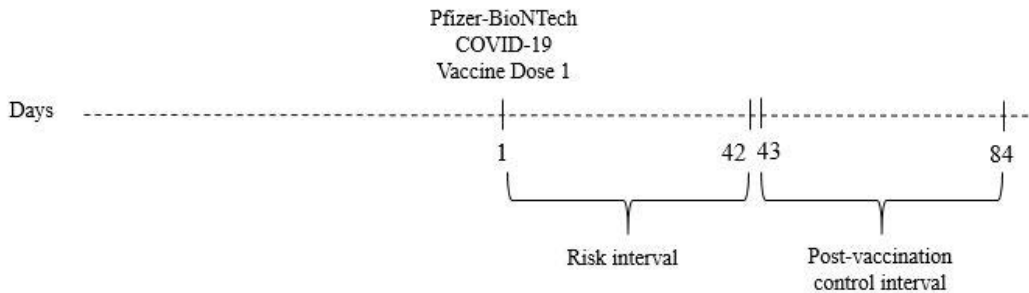 Pfizer-BioNTech
COVID-19
Vaccine Dose 1
Days
1 42 43 84
Risk interval
Post-vaccination
control interval